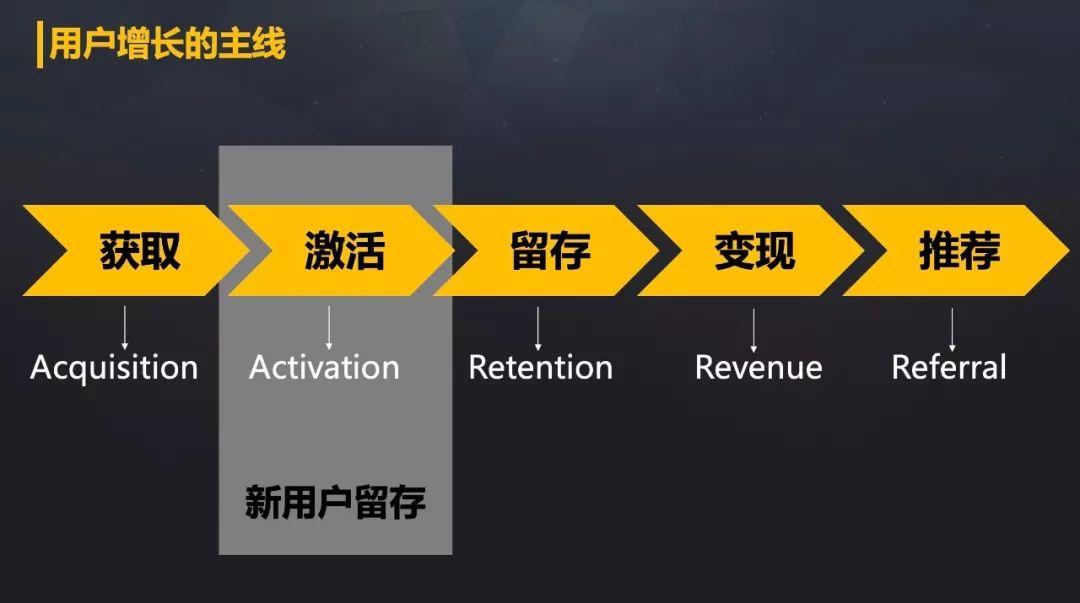 用户增长的主线
获取
激活
留存
变现
推荐
Acquisition
Activation
Retention
Revenue
Referral
新用户留存